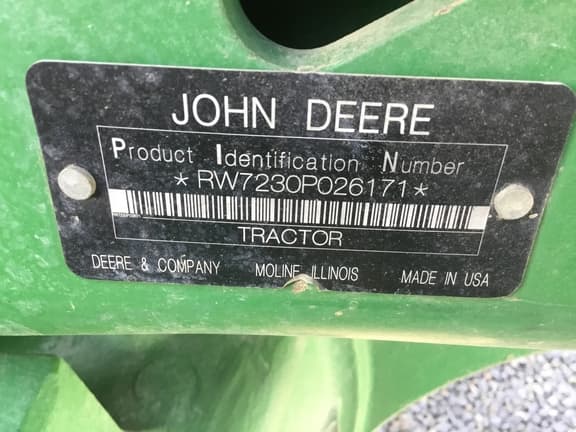 JOHN DEERE
Product Identification Number
*RW7230P026171*
TRACTOR
DEERE & COMPANY MOLINE, ILLINOIS MADE IN USA